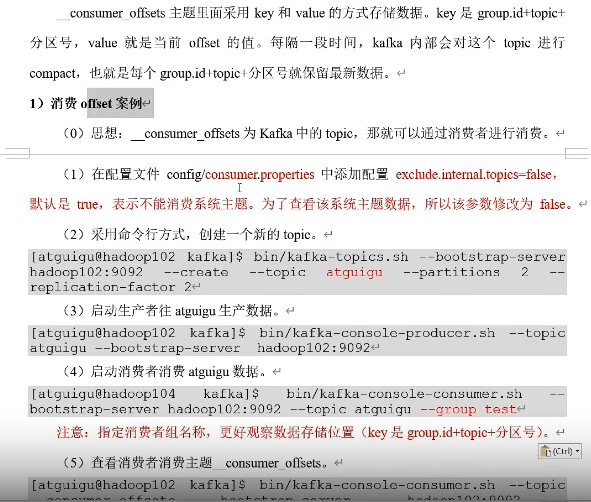 __consumer_offsets 主题里面采用 key 和 value 的方式存储数据。key 是 group.id+topic+
分区号，value 就是当前 offset 的值。每隔一段时间，kafka 内部会对这个 topic 进行
compact，也就是每个 group.id+topic+分区号就保留最新数据。
1）消费 offset 案例
（0）思想：__consumer_offsets 为 Kafka 中的 topic，那就可以通过消费者进行消费。
（1）在配置文件 config/consumer.properties 中添加配置 exclude.internal.topics=false，
默认是 true，表示不能消费系统主题。为了查看该系统主题数据，所以该参数修改为 false。
（2）采用命令行方式，创建一个新的 topic。
[atguigu@hadoop102 kafka]$ bin/kafka-topics.sh --bootstrap-server
hadoop102:9092 --create --topic atguigu --partitions 2 --
replication-factor 2
（3）启动生产者往 atguigu 生产数据。
[atguigu@hadoop102 kafka]$ bin/kafka-console-producer.sh --topic
atguigu --bootstrap-server hadoop102:9092
（4）启动消费者消费 atguigu 数据。
[atguigu@hadoop104 kafka]$ bin/kafka-console-consumer.sh --
bootstrap-server hadoop102:9092 --topic atguigu --group test
注意：指定消费者组名称，更好观察数据存储位置（key 是 group.id+topic+分区号）。
(Ctrl)
（5）查看消费者消费主题__consumer_offsets。
[atguigu@hadoop102 kafka]$ bin/kafka-console-consumer.sh --topic